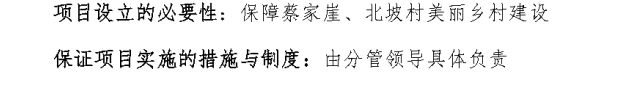 项目设立的必要性：保障蔡家崖、北坡村美丽乡村建设
保证项目实施的措施与制度：由分管领导具体负责